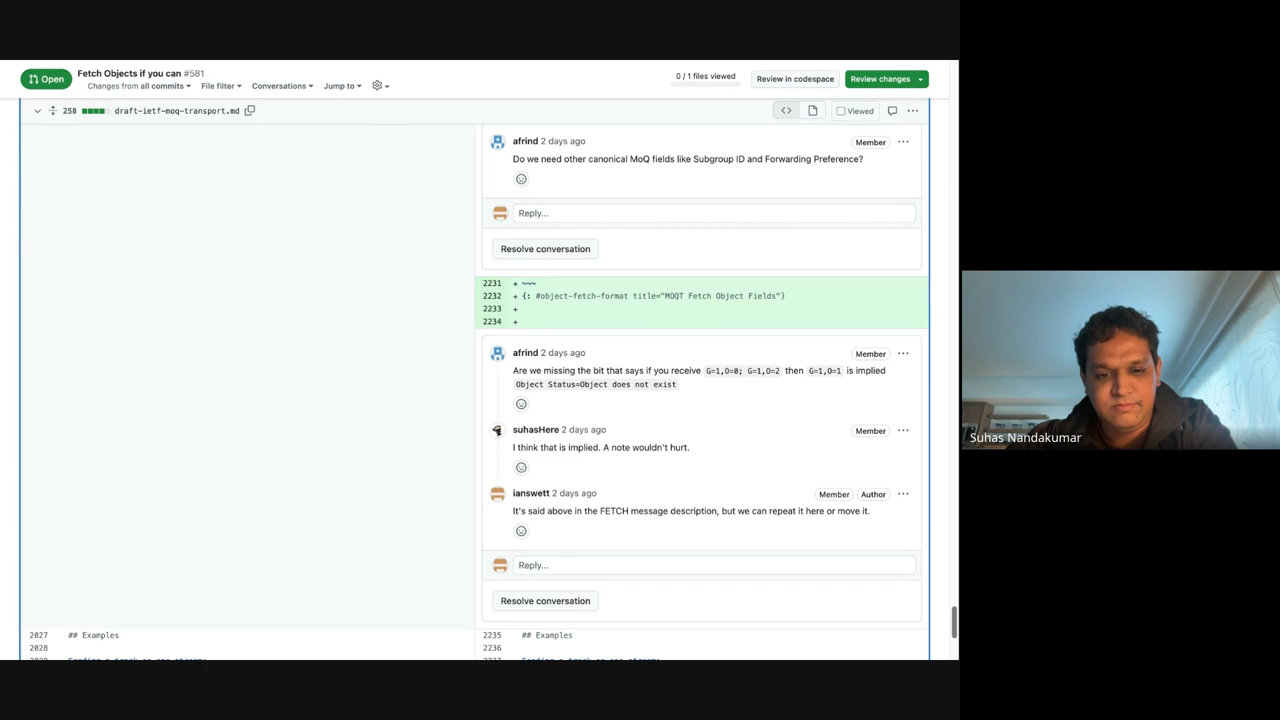 Open
Fetch Objects if you can #581
Changes from all commits
File filter
Conversations
Jump to
0 / 1 files viewed
Review in codespace
Review changes
258
draft-ietf-moq-transport.md
Viewed
afrind 2 days ago
Member
Do we need other canonical MoQ fields like Subgroup ID and Forwarding Preference?
Reply...
Resolve conversation
2231 + ~~~
2232 + {: #object-fetch-format title="MOQT Fetch Object Fields"}
2233 +
2234 +
afrind 2 days ago
Member
Are we missing the bit that says if you receive G=1,O=0; G=1,O=2 then G=1,O=1 is implied
Object Status=Object does not exist
suhasHere 2 days ago
Member
I think that is implied. A note wouldn't hurt.
ianswett 2 days ago
Member
Author
It's said above in the FETCH message description, but we can repeat it here or move it.
Reply...
Resolve conversation
2027 ## Examples
2235 ## Examples
2028
2236
Suhas Nandakumar